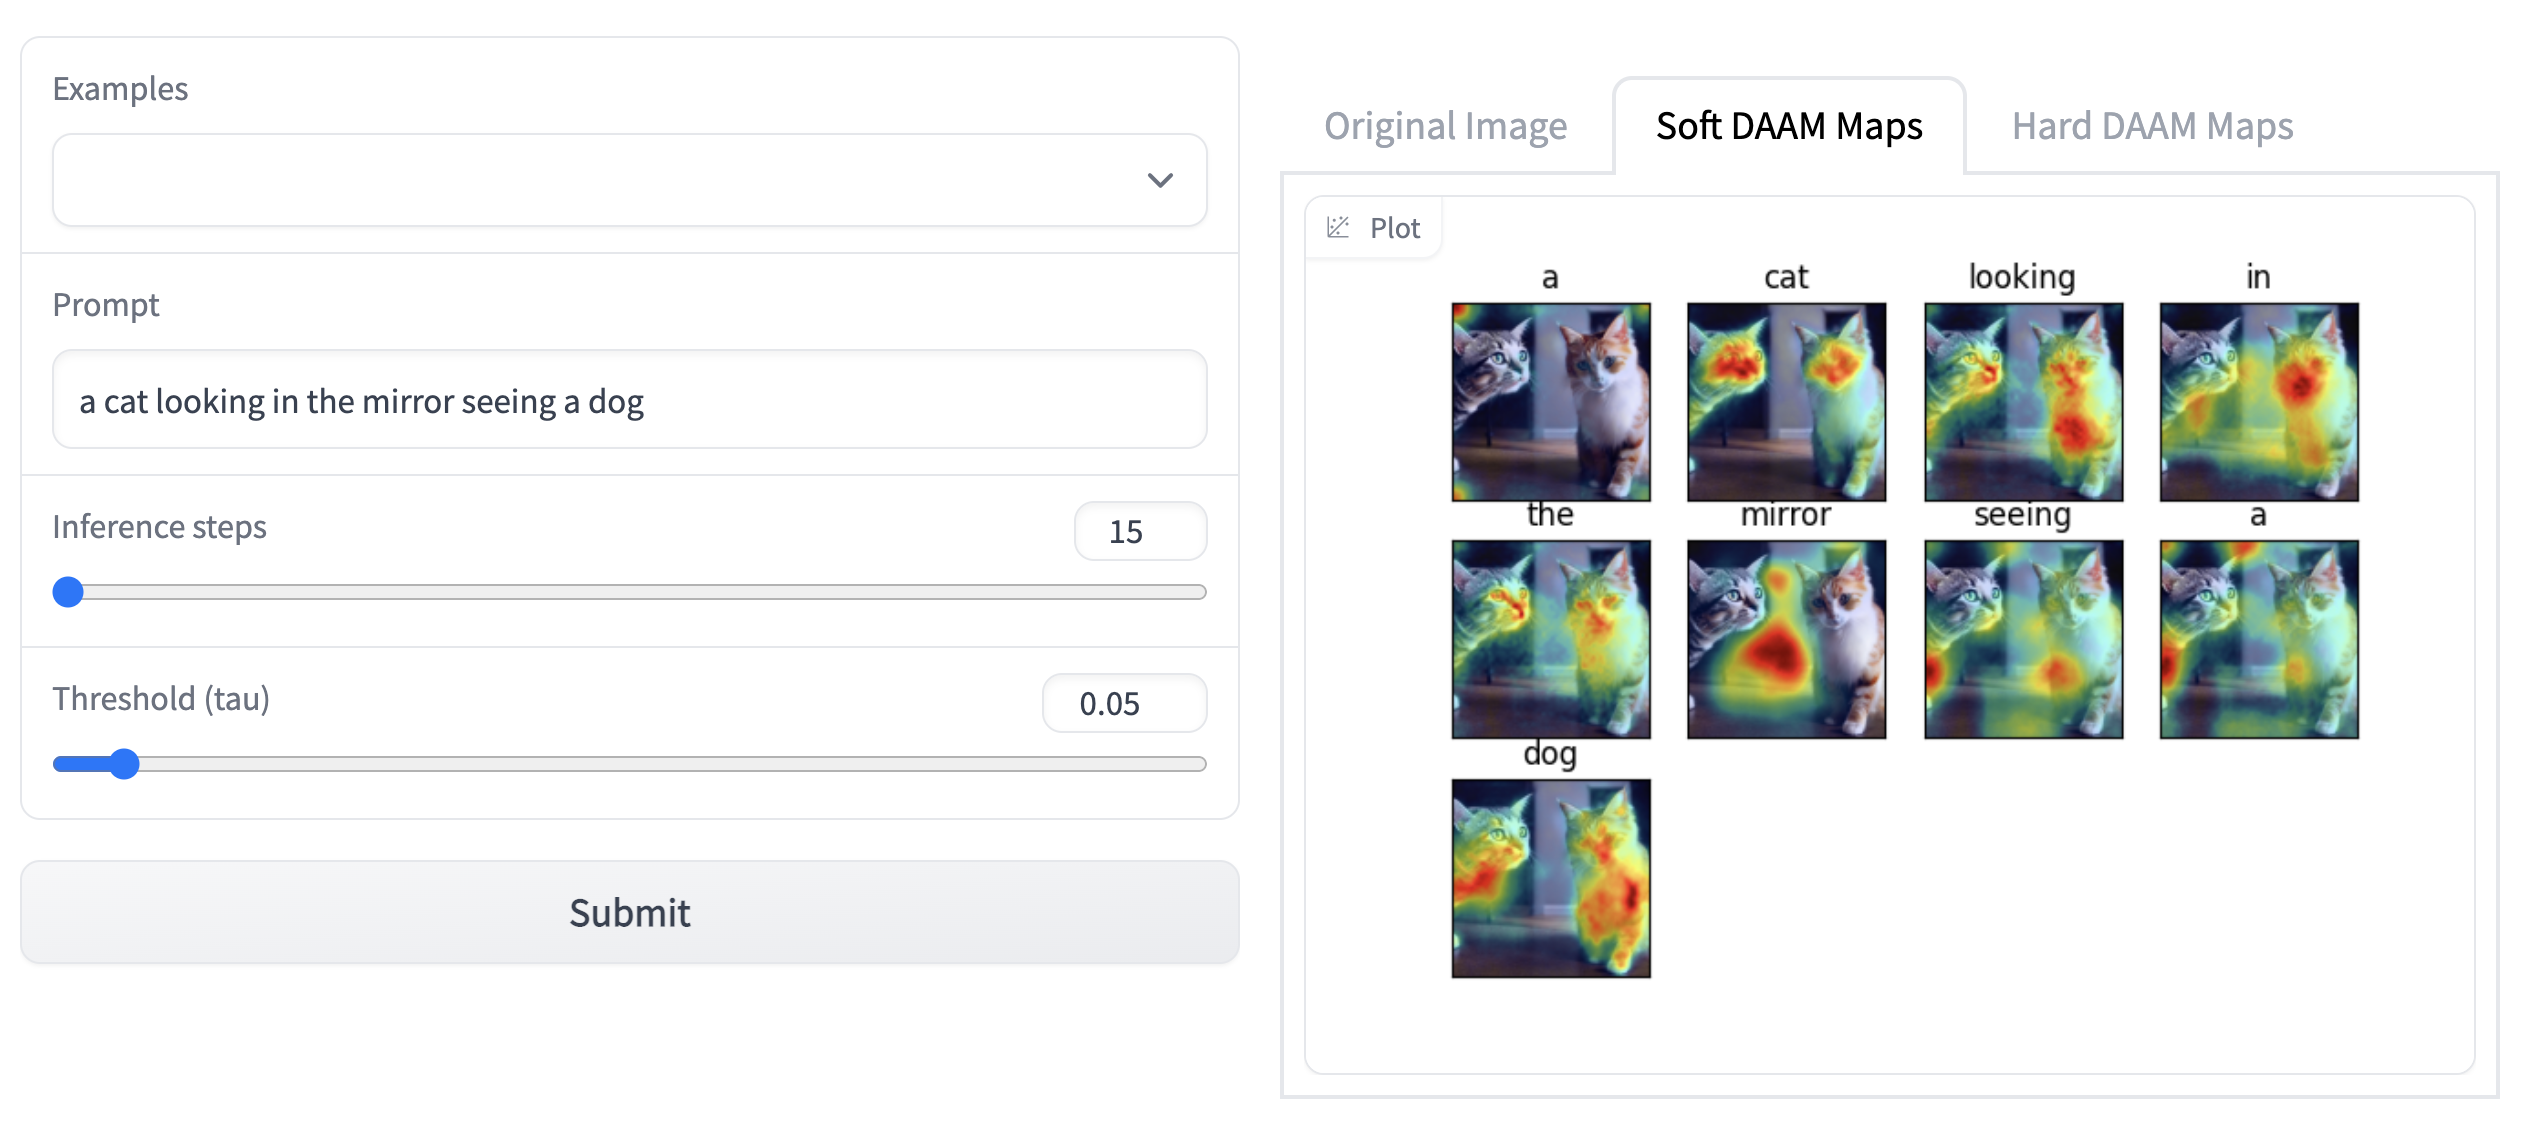 Examples
Prompt
a cat looking in the mirror seeing a dog
Inference steps
15
Threshold (tau)
0.05
Submit
Original Image
Soft DAAM Maps
Hard DAAM Maps
Plot
a cat looking in
the mirror seeing a
dog